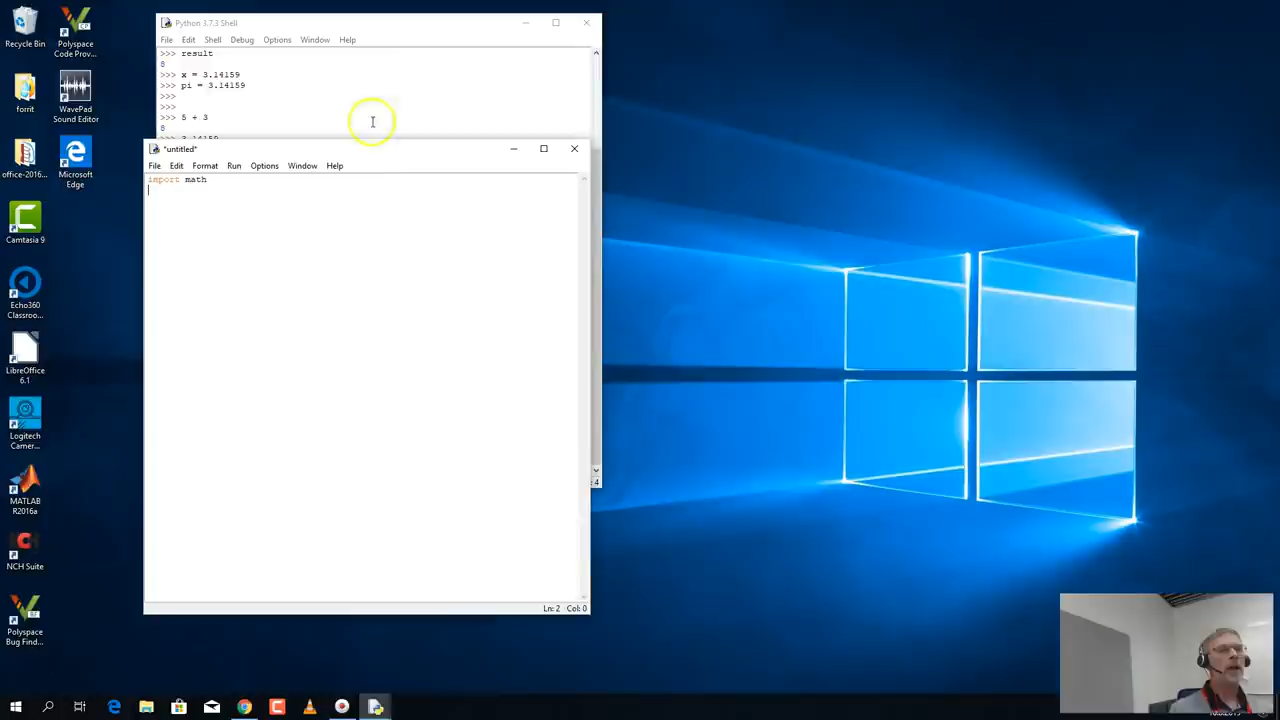 Python 3.7.3 Shell
File Edit Shell Debug Options Window Help
>>> result
8
>>> x = 3.14159
>>> pi = 3.14159
>>>
>>>
>>> 5 + 3
8
*untitled*
File Edit Format Run Options Window Help
import math
Ln: 2 Col: 0
: 4
Recycle Bin
Polyspace
Code Prov...
forrit
WavePad
Sound Editor
office-2016...
Microsoft
Edge
Camtasia 9
Echo360
Classroo...
LibreOffice
6.1
Logitech
Camer...
MATLAB
R2016a
NCH Suite
Polyspace
Bug Find...